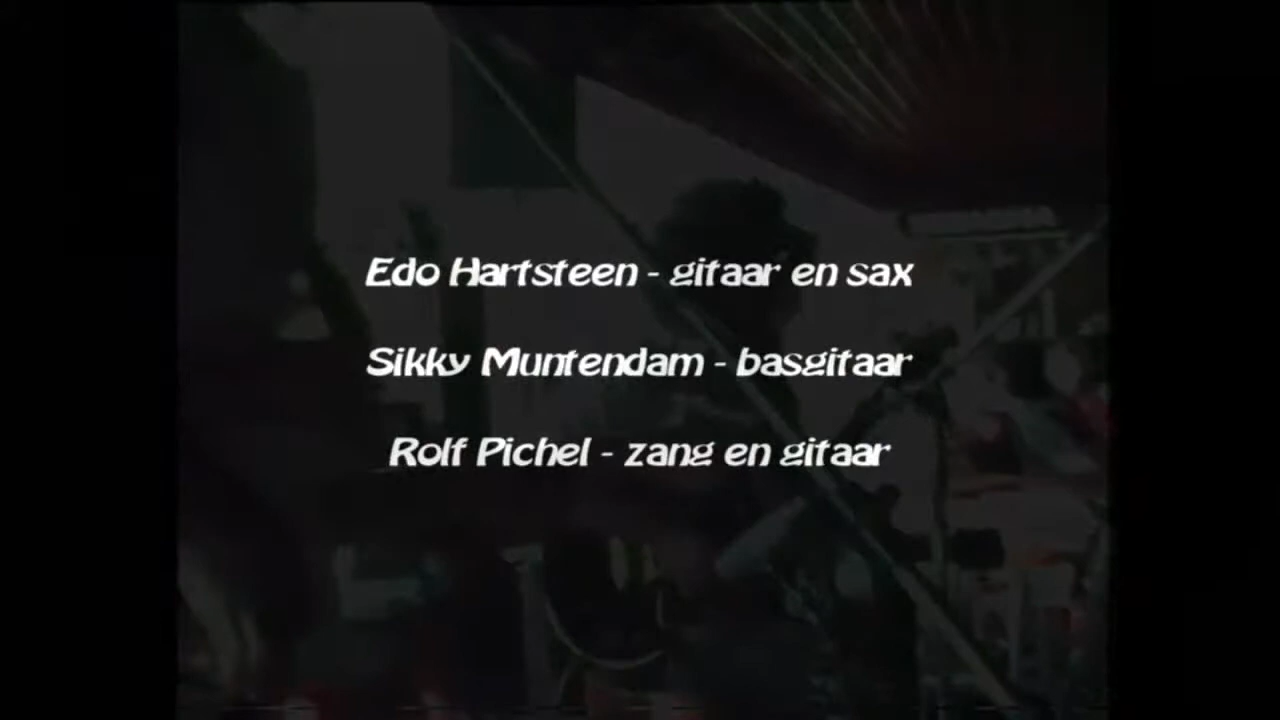 Edo Hartsteen - gitaar en sax
Sikky Muntendam - basgitaar
Rolf Pichel - zang en gitaar